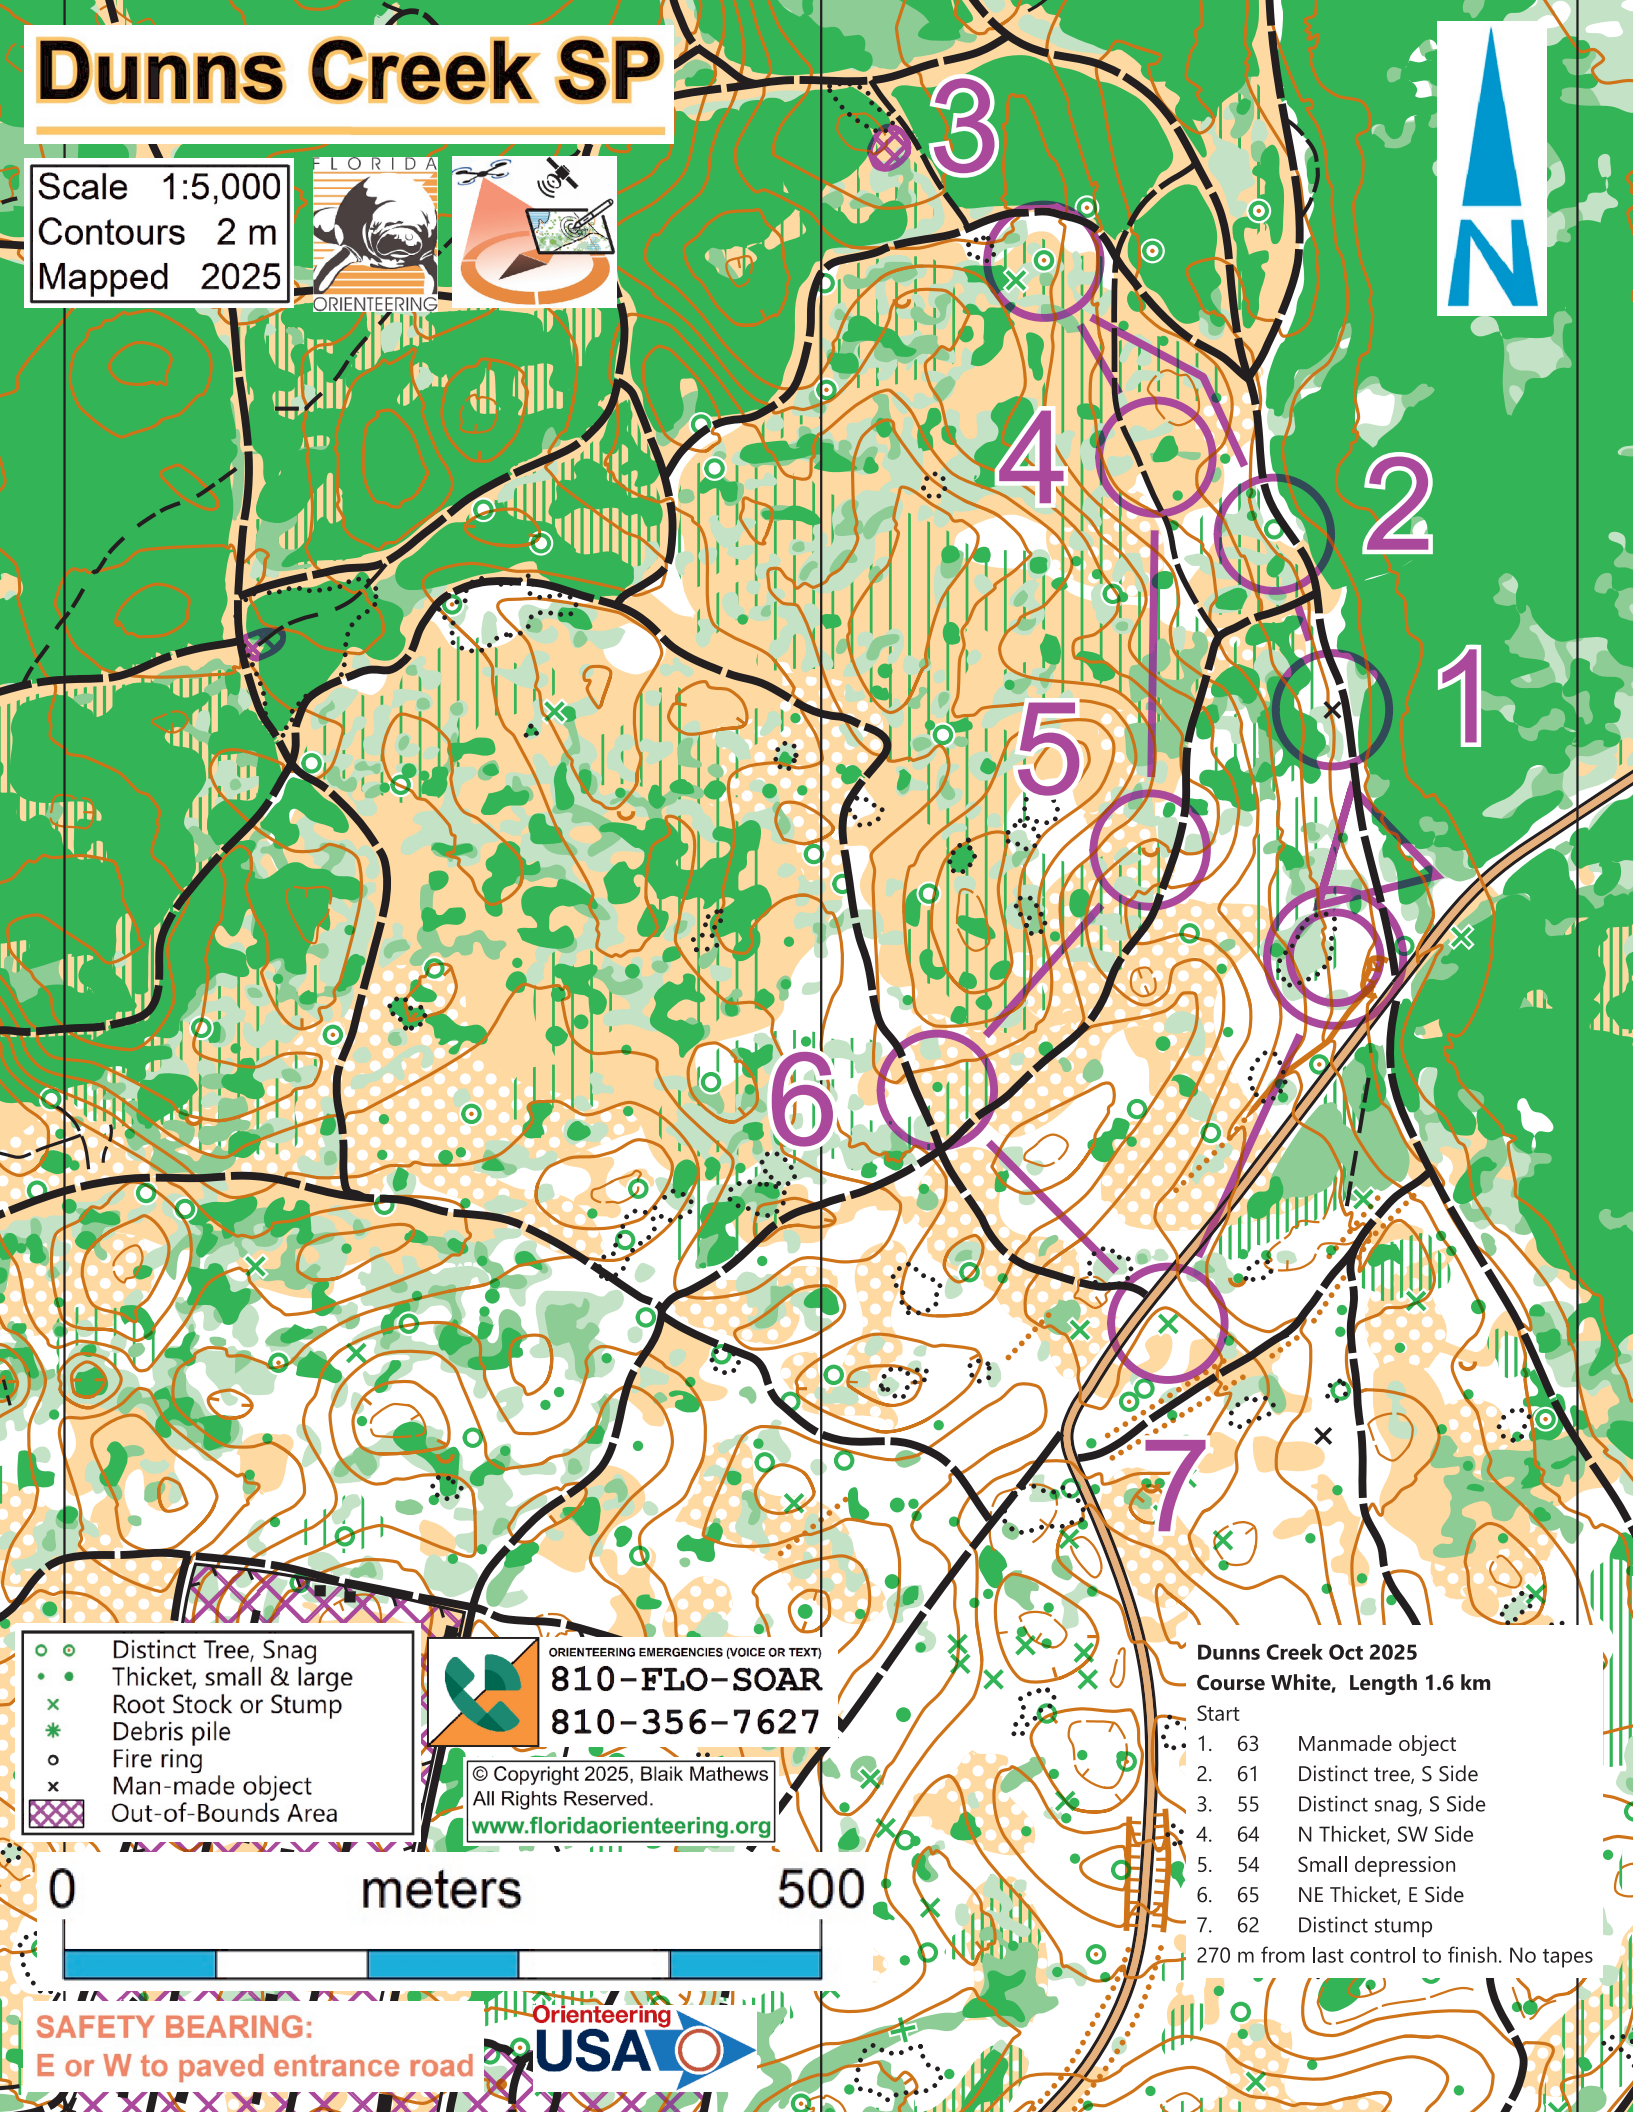 Dunns Creek SP
Scale 1:5,000
Contours 2 m
Mapped 2025
FLORIDA
ORIENTEERING
N
3
4
2
1
5
6
7
Distinct Tree, Snag
Thicket, small & large
Root Stock or Stump
Debris pile
Fire ring
Man-made object
Out-of-Bounds Area
ORIENTEERING EMERGENCIES (VOICE OR TEXT)
810-FLO-SOAR
810-356-7627
© Copyright 2025, Blaik Mathews
All Rights Reserved.
www.floridaorienteering.org
Dunns Creek Oct 2025
Course White, Length 1.6 km
Start
1. 63 Manmade object
2. 61 Distinct tree, S Side
3. 55 Distinct snag, S Side
4. 64 N Thicket, SW Side
5. 54 Small depression
6. 65 NE Thicket, E Side
7. 62 Distinct stump
270 m from last control to finish. No tapes
0 meters 500
SAFETY BEARING:
E or W to paved entrance road
Orienteering
USA